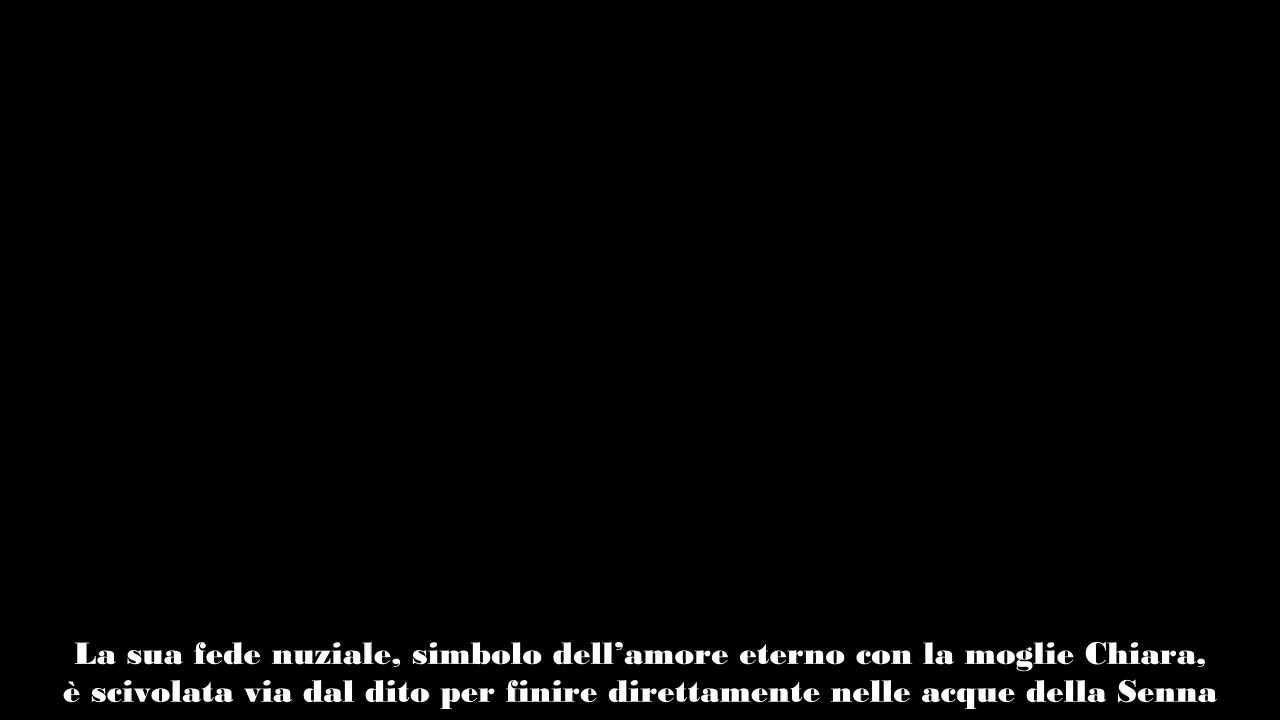 La sua fede nuziale, simbolo dell’amore eterno con la moglie Chiara,
è scivolata via dal dito per finire direttamente nelle acque della Senna